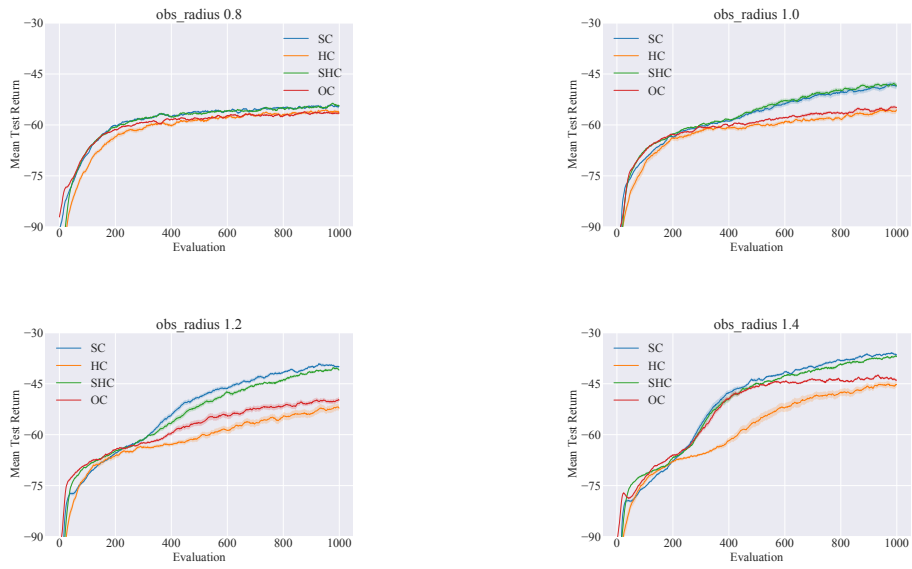 obs_radius 0.8
−30
−45
−60
−75
−90
Mean Test Return
SC
HC
SHC
OC
0 200 400 600 800 1000
Evaluation
obs_radius 1.0
−30
−45
−60
−75
−90
Mean Test Return
SC
HC
SHC
OC
0 200 400 600 800 1000
Evaluation
obs_radius 1.2
−30
−45
−60
−75
−90
Mean Test Return
SC
HC
SHC
OC
0 200 400 600 800 1000
Evaluation
obs_radius 1.4
−30
−45
−60
−75
−90
Mean Test Return
SC
HC
SHC
OC
0 200 400 600 800 1000
Evaluation